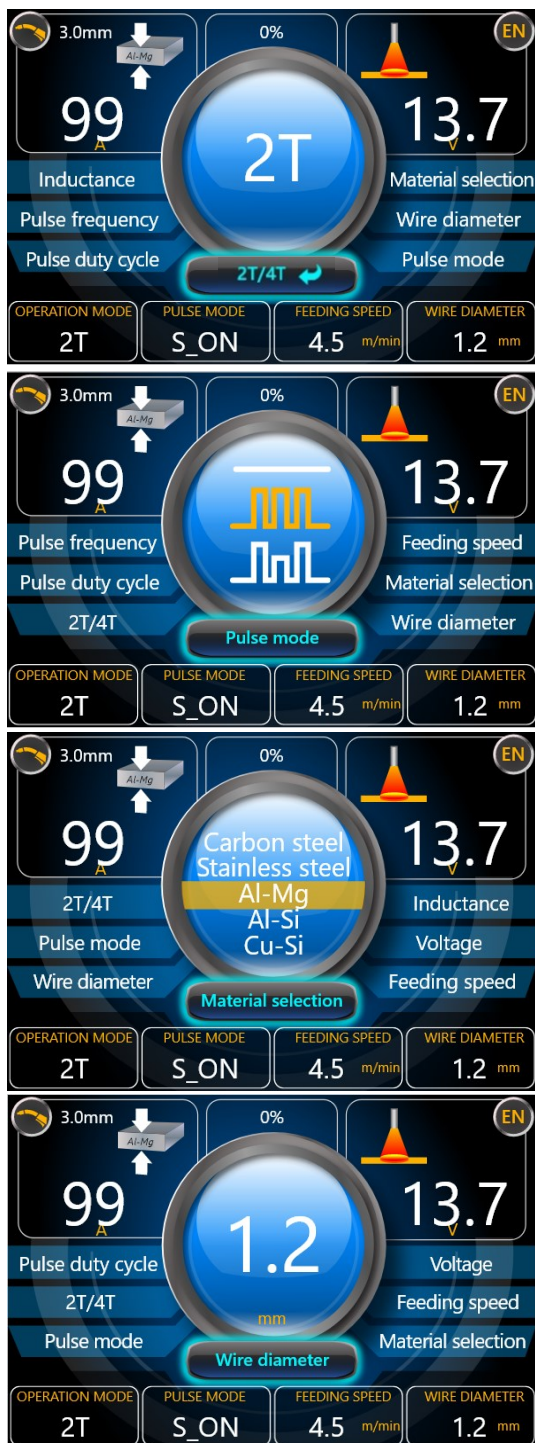 3.0mm
Al-Mg
0%
EN
99
A
2T
13.7
V
Inductance
Material selection
Pulse frequency
Wire diameter
Pulse duty cycle
Pulse mode
2T/4T
OPERATION MODE
2T
PULSE MODE
S_ON
FEEDING SPEED
4.5 m/min
WIRE DIAMETER
1.2 mm
3.0mm
Al-Mg
0%
EN
99
A
13.7
V
Pulse frequency
Feeding speed
Pulse duty cycle
Material selection
2T/4T
Wire diameter
Pulse mode
OPERATION MODE
2T
PULSE MODE
S_ON
FEEDING SPEED
4.5 m/min
WIRE DIAMETER
1.2 mm
3.0mm
Al-Mg
0%
EN
99
A
Carbon steel
Stainless steel
Al-Mg
Al-Si
Cu-Si
13.7
V
2T/4T
Inductance
Pulse mode
Voltage
Wire diameter
Feeding speed
Material selection
OPERATION MODE
2T
PULSE MODE
S_ON
FEEDING SPEED
4.5 m/min
WIRE DIAMETER
1.2 mm
3.0mm
Al-Mg
0%
EN
99
A
1.2
mm
13.7
V
Pulse duty cycle
Voltage
2T/4T
Feeding speed
Pulse mode
Material selection
Wire diameter
OPERATION MODE
2T
PULSE MODE
S_ON
FEEDING SPEED
4.5 m/min
WIRE DIAMETER
1.2 mm